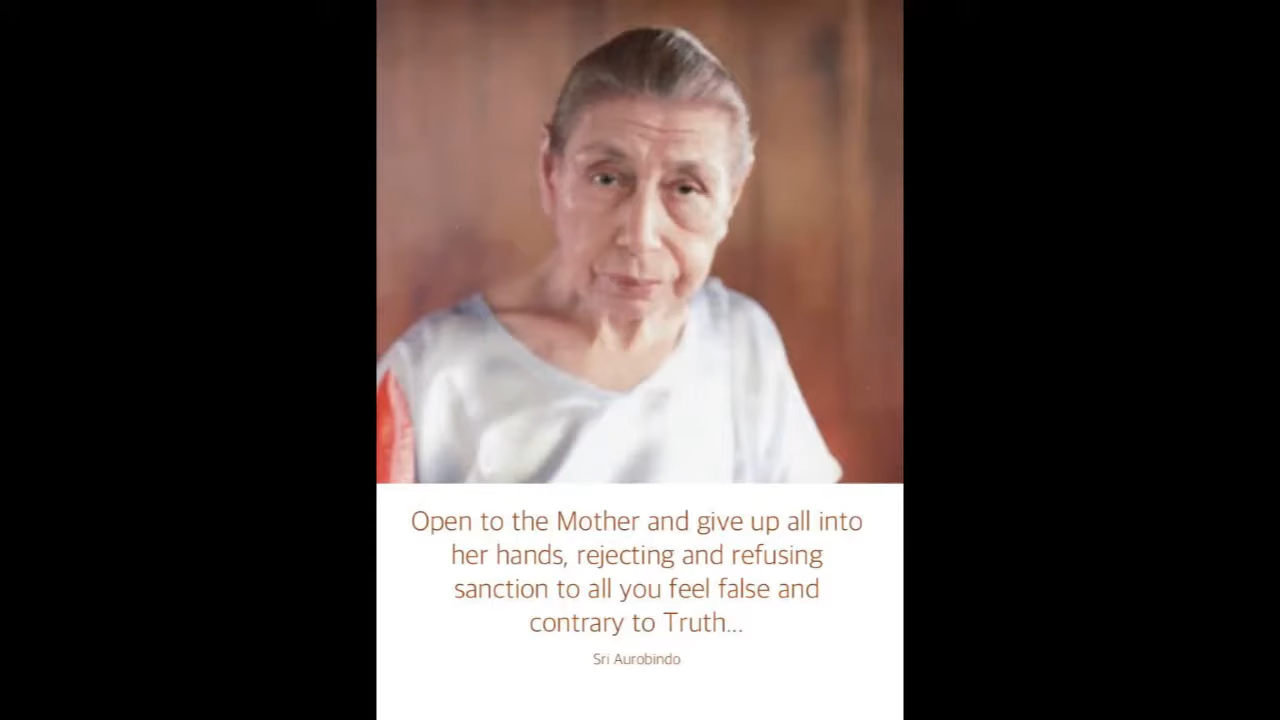 Open to the Mother and give up all into
her hands, rejecting and refusing
sanction to all you feel false and
contrary to Truth...
Sri Aurobindo